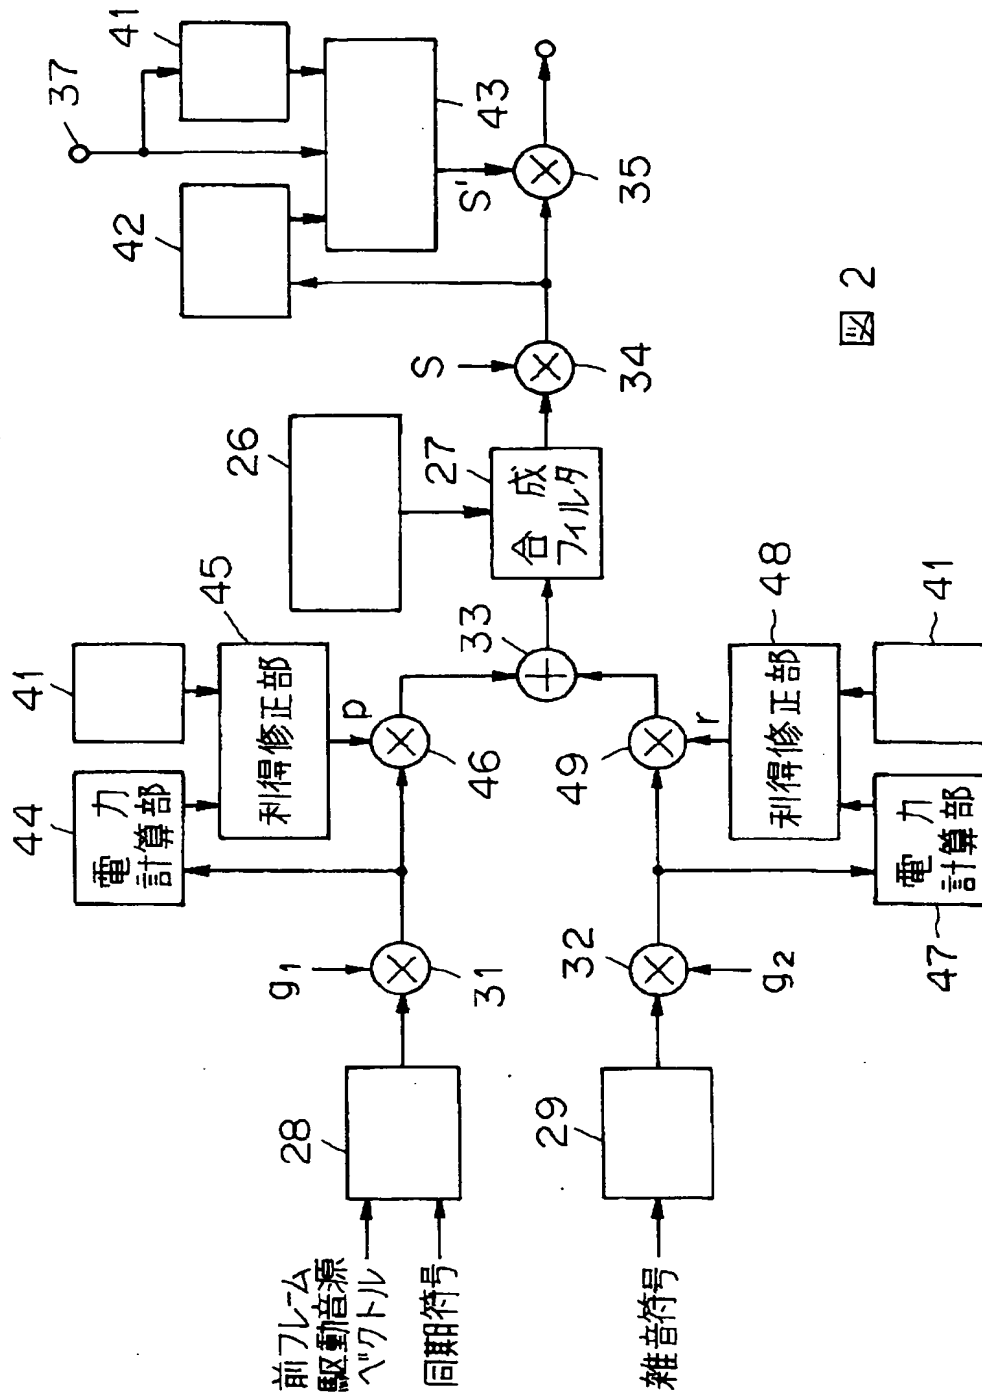 前フレーム
駆動音源
ベクトル
同期符号
28
g1
31
電力
計算部
44
41
利得修正部
45
p
46
雑音符号
29
32
g2
電力
計算部
47
41
利得修正部
48
r
49
33
26
合成
フィルタ
27
S
34
42
37
41
43
S'
35
図2